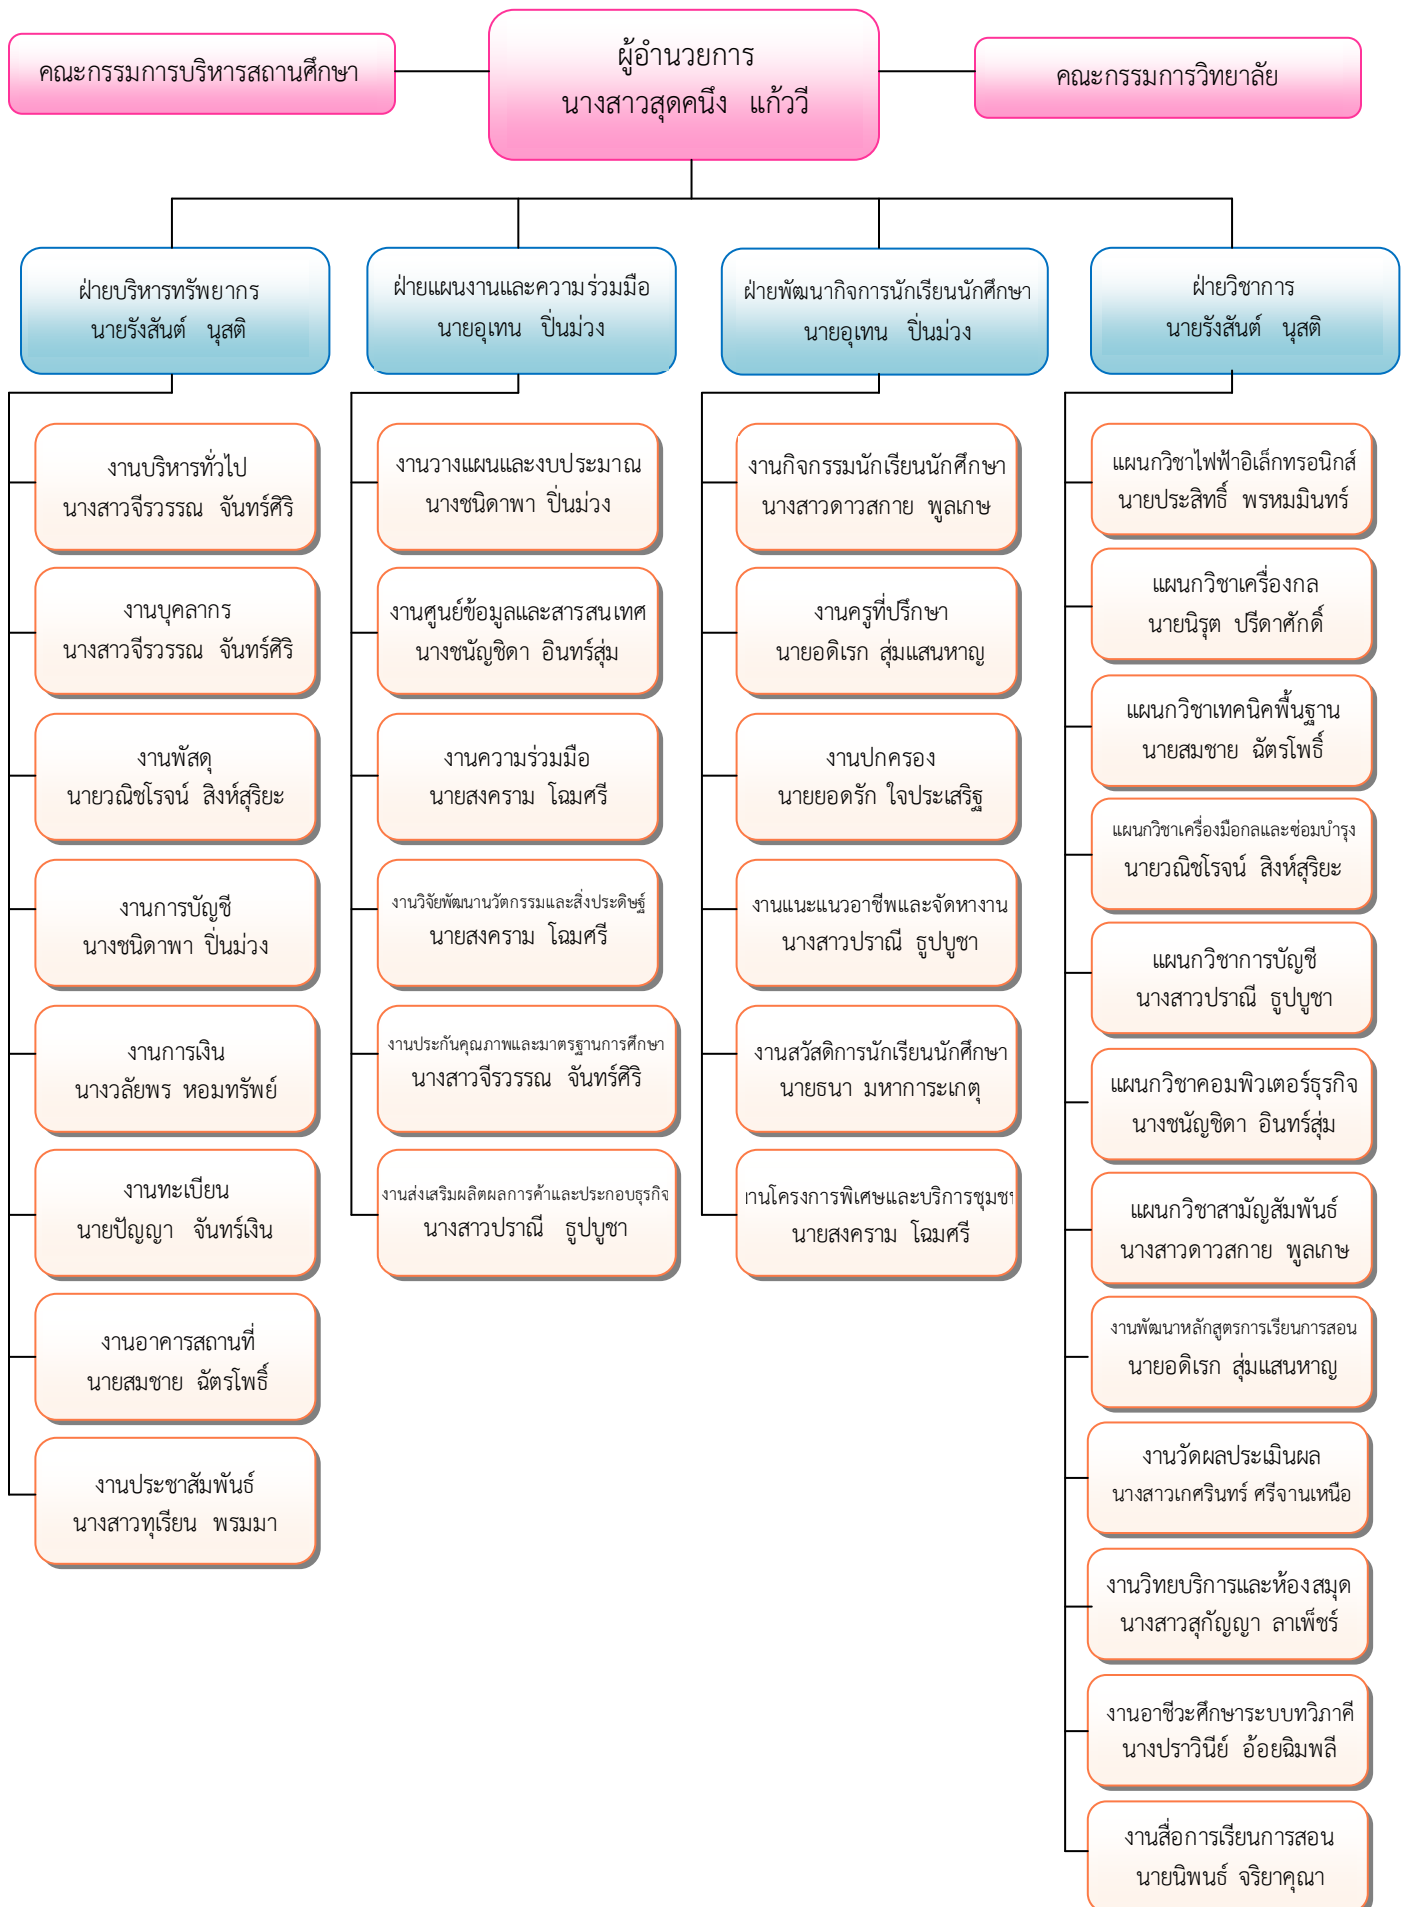 คณะกรรมการบริหารสถานศึกษา
ผู้อำนวยการ
นางสาวสุดคนึง แก้ววี
คณะกรรมการวิทยาลัย
ฝ่ายบริหารทรัพยากร
นายรังสันต์ นุสติ
ฝ่ายแผนงานและความร่วมมือ
นายอุเทน ปิ่นม่วง
ฝ่ายพัฒนากิจการนักเรียนนักศึกษา
นายอุเทน ปิ่นม่วง
ฝ่ายวิชาการ
นายรังสันต์ นุสติ
งานบริหารทั่วไป
นางสาวจีรวรรณ จันทร์ศิริ
งานบุคลากร
นางสาวจีรวรรณ จันทร์ศิริ
งานพัสดุ
นายวณิชโรจน์ สิงห์สุริยะ
งานการบัญชี
นางชนิดาพา ปิ่นม่วง
งานการเงิน
นางวลัยพร หอมทรัพย์
งานทะเบียน
นายปัญญา จันทร์เงิน
งานอาคารสถานที่
นายสมชาย ฉัตรโพธิ์
งานประชาสัมพันธ์
นางสาวทุเรียน พรมมา
งานวางแผนและงบประมาณ
นางชนิดาพา ปิ่นม่วง
งานศูนย์ข้อมูลและสารสนเทศ
นางชนัญชิดา อินทร์สุ่ม
งานความร่วมมือ
นายสงคราม โฉมศรี
งานวิจัยพัฒนานวัตกรรมและสิ่งประดิษฐ์
นายสงคราม โฉมศรี
งานประกันคุณภาพและมาตรฐานการศึกษา
นางสาวจีรวรรณ จันทร์ศิริ
งานส่งเสริมผลิตผลการค้าและประกอบธุรกิจ
นางสาวปราณี ธูปบูชา
งานกิจกรรมนักเรียนนักศึกษา
นางสาวดาวสกาย พูลเกษ
งานครูที่ปรึกษา
นายอดิเรก สุ่มแสนหาญ
งานปกครอง
นายยอดรัก ใจประเสริฐ
งานแนะแนวอาชีพและจัดหางาน
นางสาวปราณี ธูปบูชา
งานสวัสดิการนักเรียนนักศึกษา
นายธนา มหาการะเกตุ
งานโครงการพิเศษและบริการชุมชน
นายสงคราม โฉมศรี
แผนกวิชาไฟฟ้าอิเล็กทรอนิกส์
นายประสิทธิ์ พรหมมินทร์
แผนกวิชาเครื่องกล
นายนิรุต ปรีดาศักดิ์
แผนกวิชาเทคนิคพื้นฐาน
นายสมชาย ฉัตรโพธิ์
แผนกวิชาเครื่องมือกลและซ่อมบำรุง
นายวณิชโรจน์ สิงห์สุริยะ
แผนกวิชาการบัญชี
นางสาวปราณี ธูปบูชา
แผนกวิชาคอมพิวเตอร์ธุรกิจ
นางชนัญชิดา อินทร์สุ่ม
แผนกวิชาสามัญสัมพันธ์
นางสาวดาวสกาย พูลเกษ
งานพัฒนาหลักสูตรการเรียนการสอน
นายอดิเรก สุ่มแสนหาญ
งานวัดผลประเมินผล
นางสาวเกศรินทร์ ศรีจานเหนือ
งานวิทยบริการและห้องสมุด
นางสาวสุกัญญา ลาเพ็ชร์
งานอาชีวะศึกษาระบบทวิภาคี
นางปราวินีย์ อ้อยฉิมพลี
งานสื่อการเรียนการสอน
นายนิพนธ์ จริยาคุณา